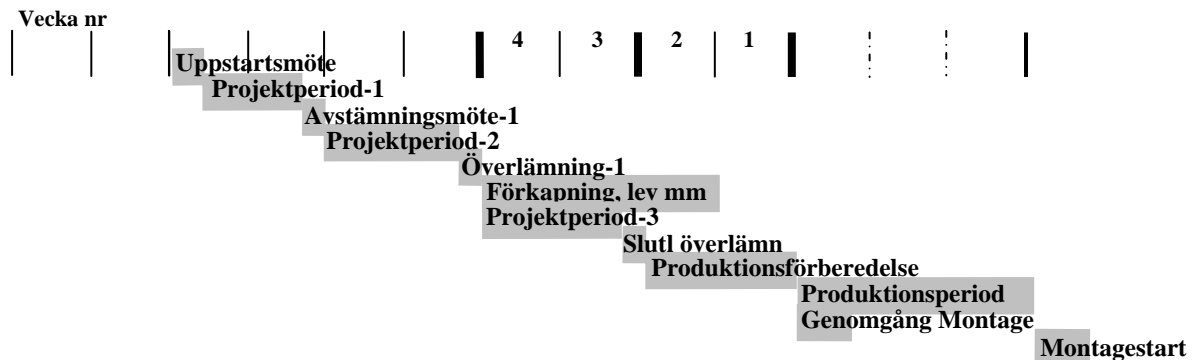 Vecka nr
4 3 2 1
Uppstartsmöte
Projektperiod-1
Avstämningsmöte-1
Projektperiod-2
Överlämning-1
Förkapning, lev mm
Projektperiod-3
Slutl överlämn
Produktionsförberedelse
Produktionsperiod
Genomgång Montage
Montagestart